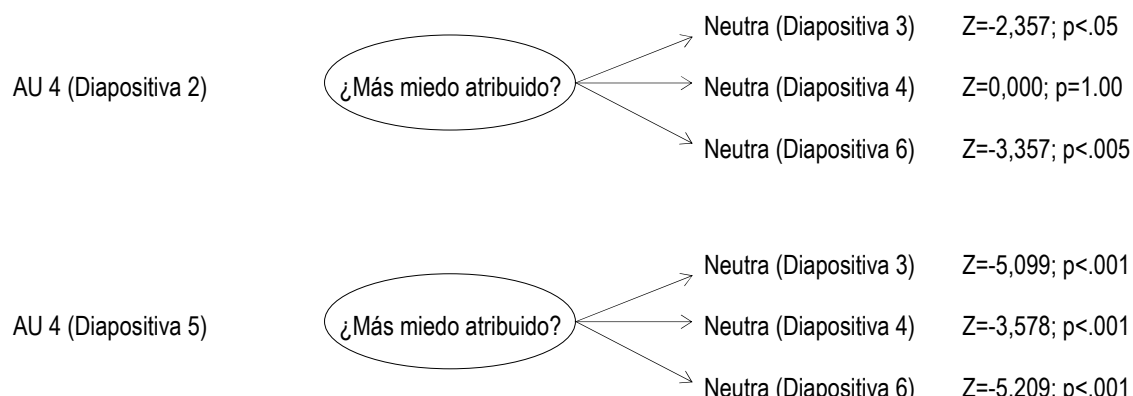 Neutra (Diapositiva 3) Z=-2,357; p<.05
AU 4 (Diapositiva 2) ¿Más miedo atribuido? Neutra (Diapositiva 4) Z=0,000; p=1.00
Neutra (Diapositiva 6) Z=-3,357; p<.005
Neutra (Diapositiva 3) Z=-5,099; p<.001
AU 4 (Diapositiva 5) ¿Más miedo atribuido? Neutra (Diapositiva 4) Z=-3,578; p<.001
Neutra (Diapositiva 6) Z=-5,209; p<.001